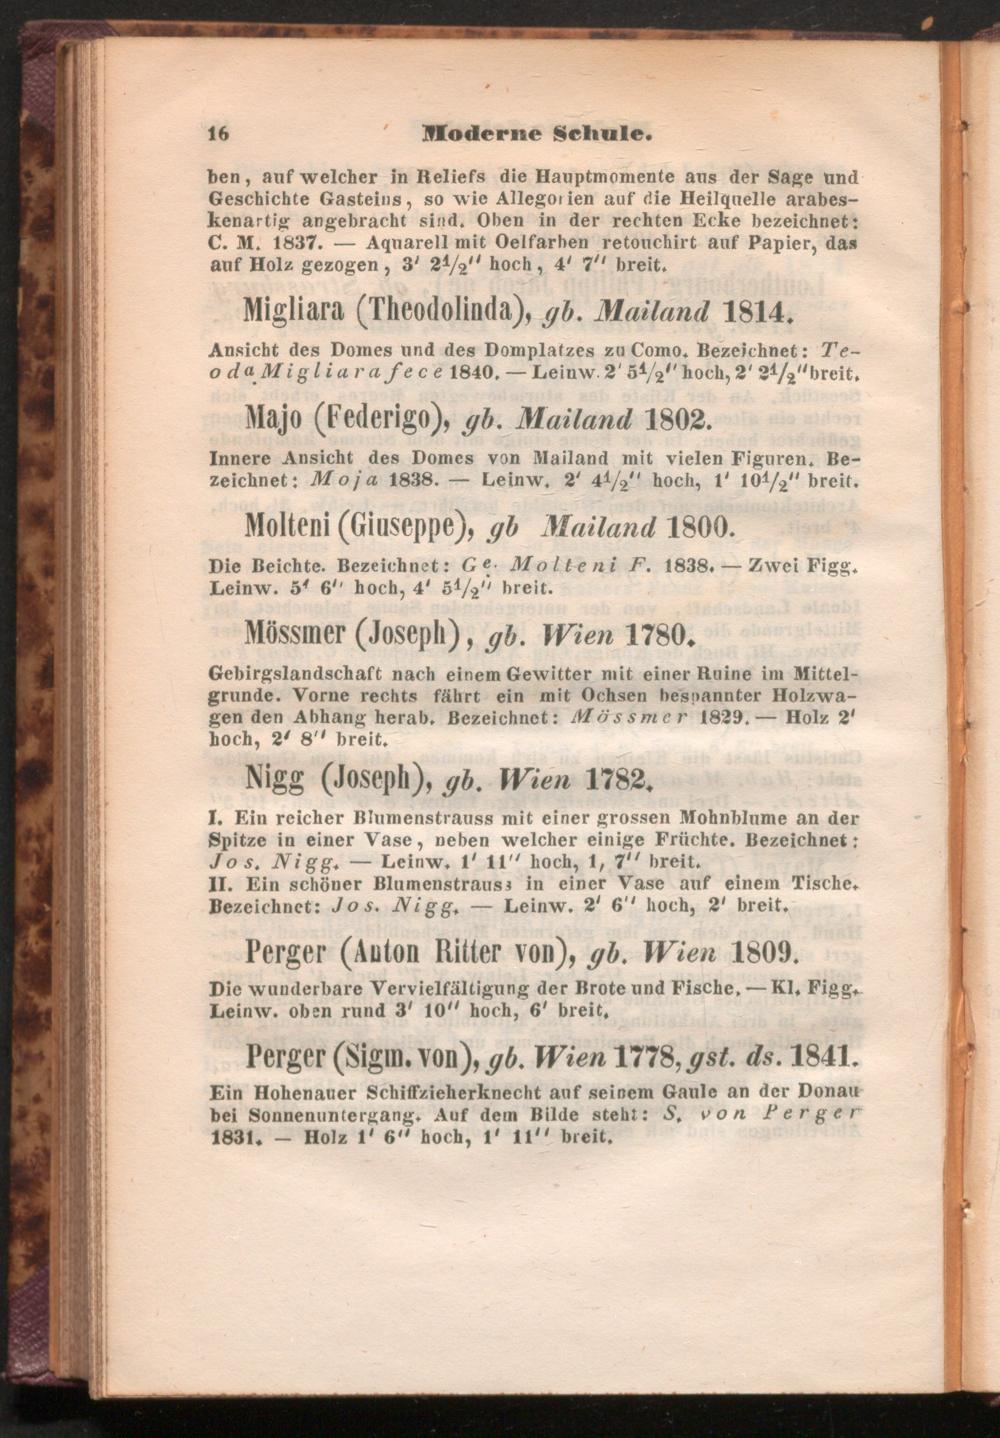 16 Moderne Schule.
ben, auf welcher in Reliefs die Hauptmomente aus der Sage und
Geschichte Gasteins, so wie Allegorien auf die Heilquelle arabes-
kenartig angebracht sind. Oben in der rechten Ecke bezeichnet:
C. M. 1837. — Aquarell mit Oelfarben retouchirt auf Papier, das
auf Holz gezogen, 3' 2½'' hoch, 4' 7'' breit.
Migliara (Theodolinda), gb. Mailand 1814.
Ansicht des Domes und des Domplatzes zu Como. Bezeichnet: Te-
oda Migliara fece 1840. — Leinw. 2' 5½'' hoch, 2' 2½'' breit.
Majo (Federigo), gb. Mailand 1802.
Innere Ansicht des Domes von Mailand mit vielen Figuren. Be-
zeichnet: Moja 1838. — Leinw. 2' 4½'' hoch, 1' 10½'' breit.
Molteni (Giuseppe), gb Mailand 1800.
Die Beichte. Bezeichnet: Ge. Molteni F. 1838. — Zwei Figg.
Leinw. 5' 6'' hoch, 4' 5½'' breit.
Mössmer (Joseph), gb. Wien 1780.
Gebirgslandschaft nach einem Gewitter mit einer Ruine im Mittel-
grunde. Vorne rechts fährt ein mit Ochsen bespannter Holzwa-
gen den Abhang herab. Bezeichnet: Mössmer 1829. — Holz 2'
hoch, 2' 8'' breit.
Nigg (Joseph), gb. Wien 1782.
I. Ein reicher Blumenstrauss mit einer grossen Mohnblume an der
Spitze in einer Vase, neben welcher einige Früchte. Bezeichnet:
Jos. Nigg. — Leinw. 1' 11'' hoch, 1, 7'' breit.
II. Ein schöner Blumenstrauss in einer Vase auf einem Tische.
Bezeichnet: Jos. Nigg. — Leinw. 2' 6'' hoch, 2' breit.
Perger (Anton Ritter von), gb. Wien 1809.
Die wunderbare Vervielfältigung der Brote und Fische. — Kl. Figg.
Leinw. oben rund 3' 10'' hoch, 6' breit.
Perger (Sigm. von), gb. Wien 1778, gst. ds. 1841.
Ein Hohenauer Schiffzieherknecht auf seinem Gaule an der Donau
bei Sonnenuntergang. Auf dem Bilde steht: S. von Perger
1831. — Holz 1' 6'' hoch, 1' 11'' breit.